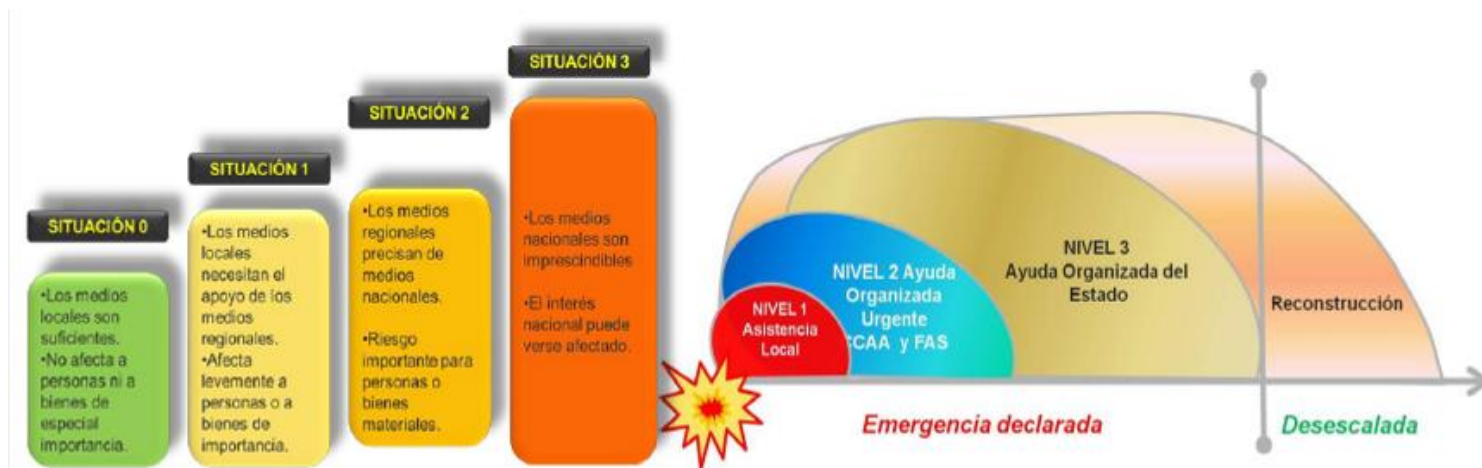 SITUACIÓN 0
•Los medios
locales son
suficientes.
•No afecta a
personas ni a
bienes de
especial
importancia.
SITUACIÓN 1
•Los medios
locales
necesitan el
apoyo de los
medios
regionales.
•Afecta
levemente a
personas o a
bienes de
importancia.
SITUACIÓN 2
•Los medios
regionales
precisan de
medios
nacionales.
•Riesgo
importante para
personas o
bienes
materiales.
SITUACIÓN 3
•Los medios
nacionales son
imprescindibles
•El interés
nacional puede
verse afectado.
NIVEL 1
Asistencia
Local
NIVEL 2 Ayuda
Organizada
Urgente
CCAA y FAS
NIVEL 3
Ayuda Organizada del
Estado
Reconstrucción
Emergencia declarada
Desescalada